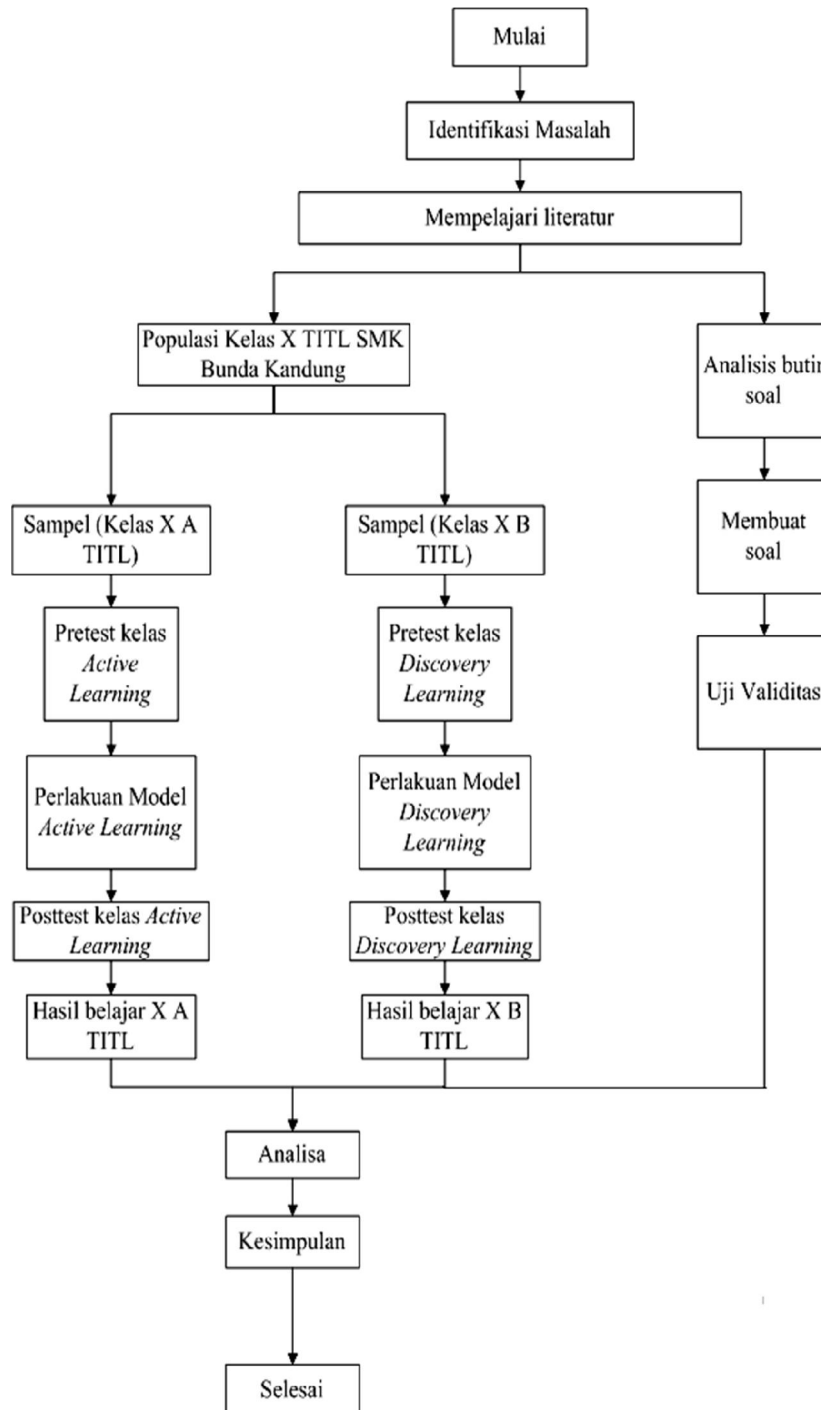 Mulai
Identifikasi Masalah
Mempelajari literatur
Populasi Kelas X TITL SMK
Bunda Kandung
Sampel (Kelas X A
TITL)
Pretest kelas
Active
Learning
Perlakuan Model
Active Learning
Posttest kelas Active
Learning
Hasil belajar X A
TITL
Sampel (Kelas X B
TITL)
Pretest kelas
Discovery
Learning
Perlakuan Model
Discovery
Learning
Posttest kelas
Discovery Learning
Hasil belajar X B
TITL
Analisis butir
soal
Membuat
soal
Uji Validitas
Analisa
Kesimpulan
Selesai